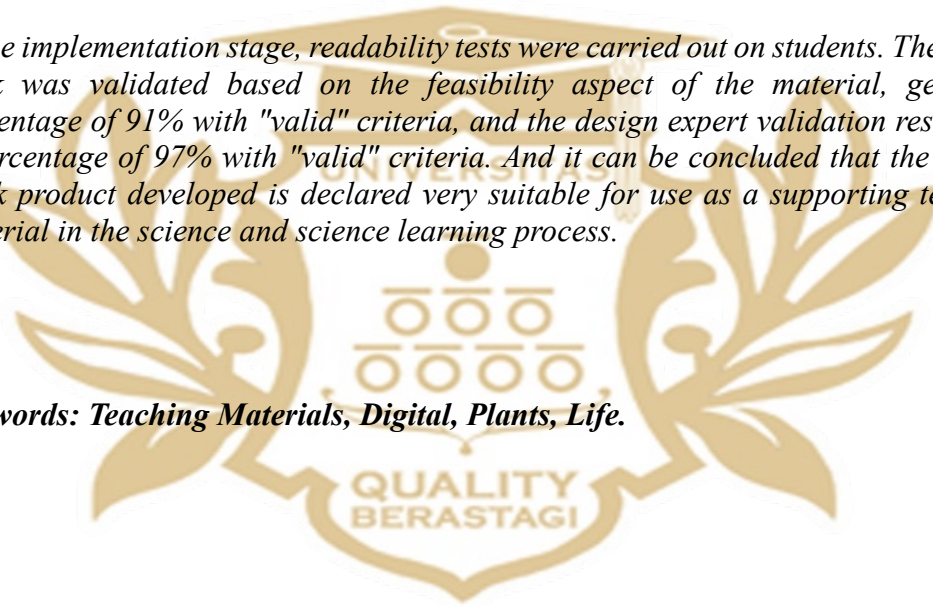 e implementation stage, readability tests were carried out on students. The
k was validated based on the feasibility aspect of the material, ge
entage of 91% with "valid" criteria, and the design expert validation res
rcentage of 97% with "valid" criteria. And it can be concluded that the
k product developed is declared very suitable for use as a supporting te
erial in the science and science learning process.
UNIVERSITAS
words: Teaching Materials, Digital, Plants, Life.
QUALITY
BERASTAGI